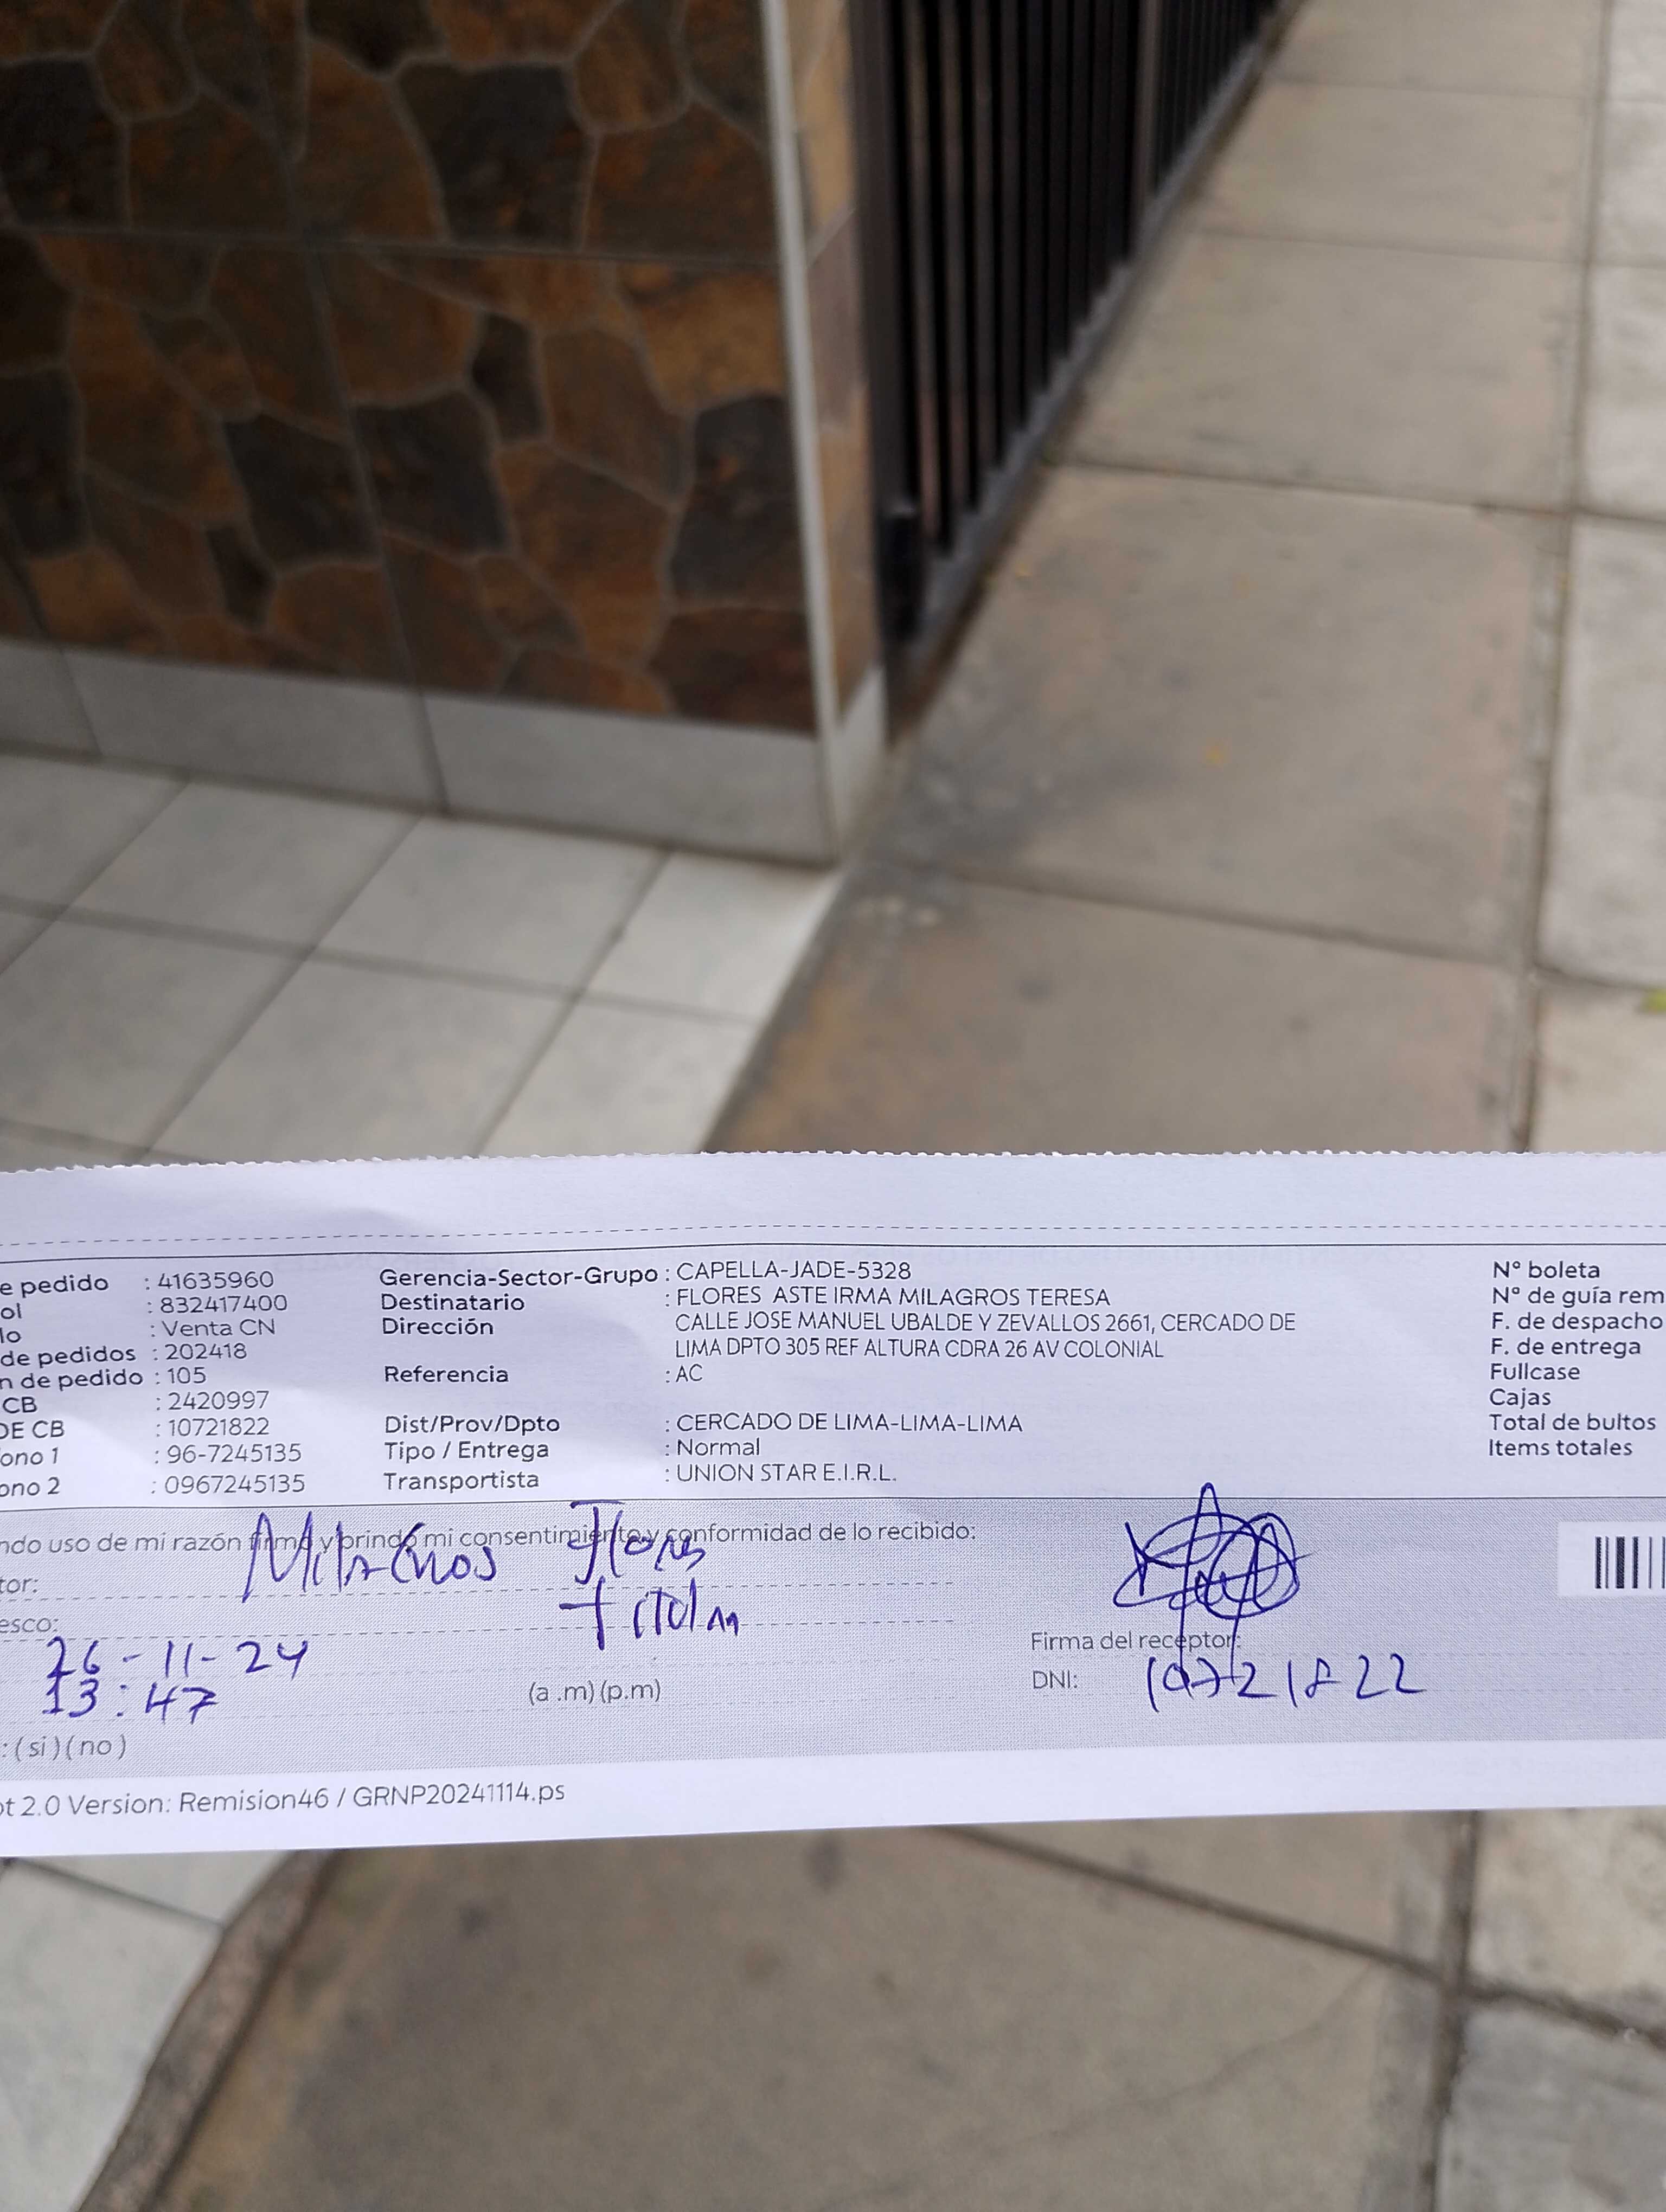 e pedido : 41635960
ol : 832417400
lo : Venta CN
de pedidos : 202418
n de pedido : 105
CB : 2420997
DE CB : 10721822
ono 1 : 96-7245135
ono 2 : 0967245135
Gerencia-Sector-Grupo : CAPELLA-JADE-5328
Destinatario : FLORES ASTE IRMA MILAGROS TERESA
Dirección CALLE JOSE MANUEL UBALDE Y ZEVALLOS 2661, CERCADO DE
LIMA DPTO 305 REF ALTURA CDRA 26 AV COLONIAL
Referencia : AC
Dist/Prov/Dpto : CERCADO DE LIMA-LIMA-LIMA
Tipo / Entrega : Normal
Transportista : UNION STAR E.I.R.L.
N° boleta
N° de guía rem
F. de despacho
F. de entrega
Fullcase
Cajas
Total de bultos
Items totales
ndo uso de mi razón firmo y brindo mi consentimiento y conformidad de lo recibido:
tor: Milagros Flores
esco: titular
26-11-24
13:47 (a .m) (p.m)
: (si) (no)
Firma del receptor:
DNI: 10721822
ot 2.0 Version: Remision46 / GRNP20241114.ps